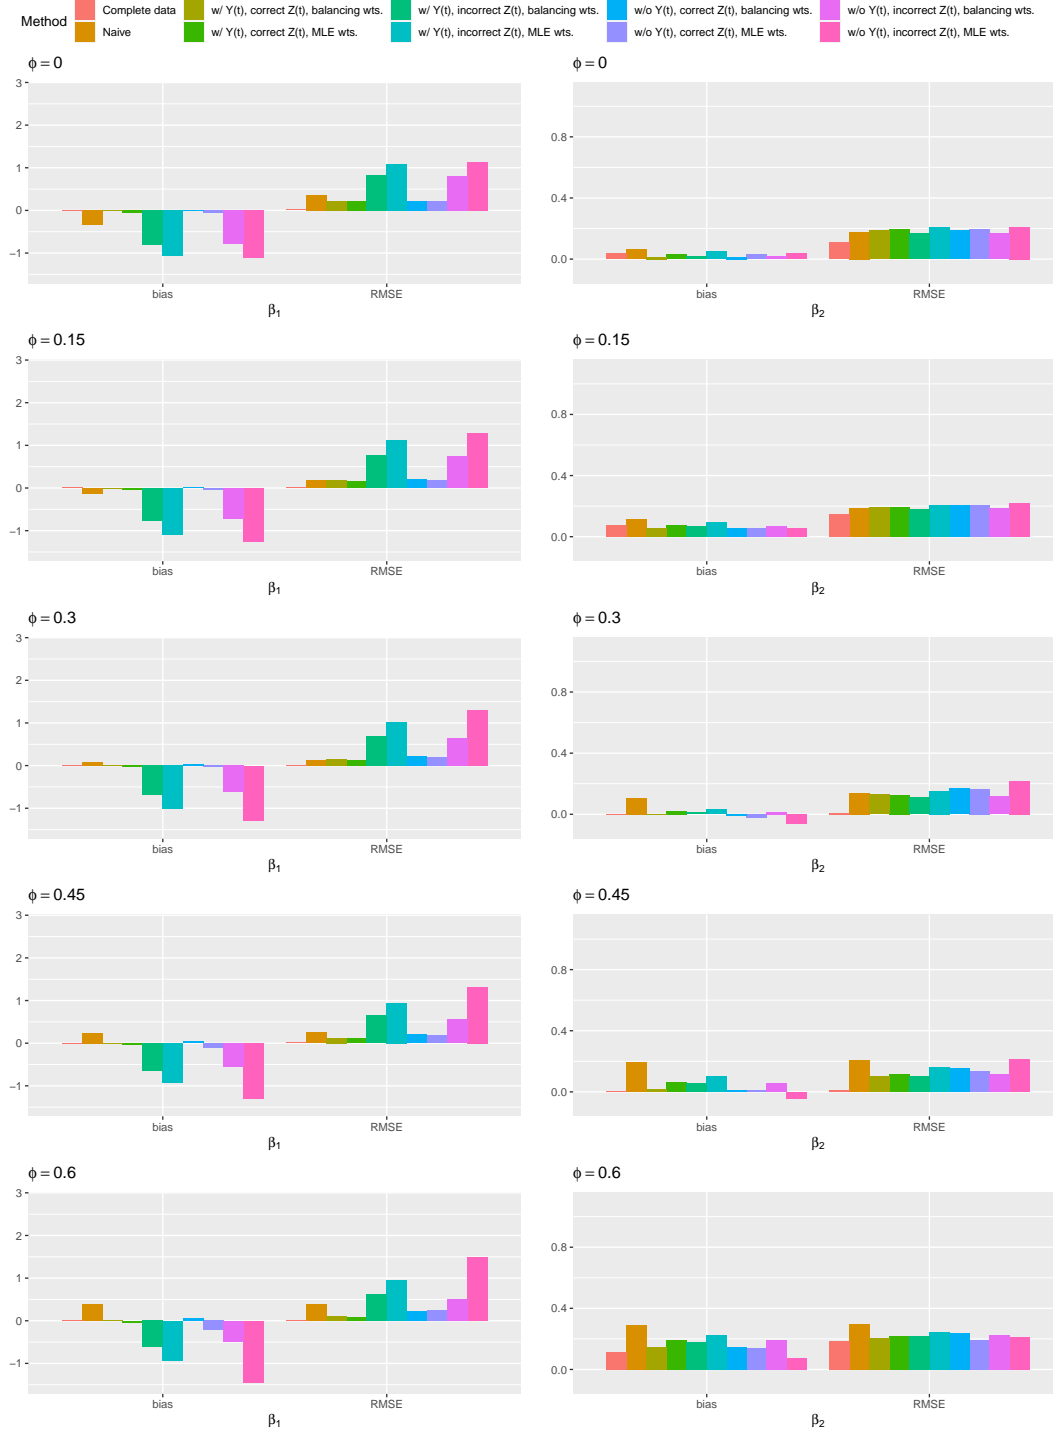 Method
Complete data
w/ Y(t), correct Z(t), balancing wts.
w/ Y(t), incorrect Z(t), balancing wts.
w/o Y(t), correct Z(t), balancing wts.
w/o Y(t), incorrect Z(t), balancing wts.
Naive
w/ Y(t), correct Z(t), MLE wts.
w/ Y(t), incorrect Z(t), MLE wts.
w/o Y(t), correct Z(t), MLE wts.
w/o Y(t), incorrect Z(t), MLE wts.
ϕ = 0
3
2
1
0
−1
bias
RMSE
β₁
ϕ = 0
0.8
0.4
0.0
bias
RMSE
β₂
ϕ = 0.15
3
2
1
0
−1
bias
RMSE
β₁
ϕ = 0.15
0.8
0.4
0.0
bias
RMSE
β₂
ϕ = 0.3
3
2
1
0
−1
bias
RMSE
β₁
ϕ = 0.3
0.8
0.4
0.0
bias
RMSE
β₂
ϕ = 0.45
3
2
1
0
−1
bias
RMSE
β₁
ϕ = 0.45
0.8
0.4
0.0
bias
RMSE
β₂
ϕ = 0.6
3
2
1
0
−1
bias
RMSE
β₁
ϕ = 0.6
0.8
0.4
0.0
bias
RMSE
β₂